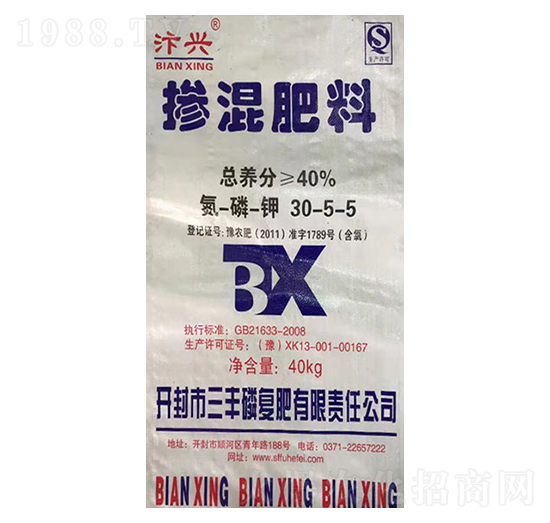 1988.T
汴兴®
BIAN XING
QS
生产许可
掺混肥料
总养分≥40%
氮-磷-钾 30-5-5
登记证号:豫农肥(2011)准字1789号(含氯)
BX
执行标准:GB21633-2008
生产许可证号:(豫)XK13-001-00167
净含量:40kg
开封市三丰磷复肥有限责任公司
地址:开封市顺河区青年路188号 电话:0371-22657222
网址:www.sffuhefei.com
BIAN XING BIAN XING BIAN XING
招商网